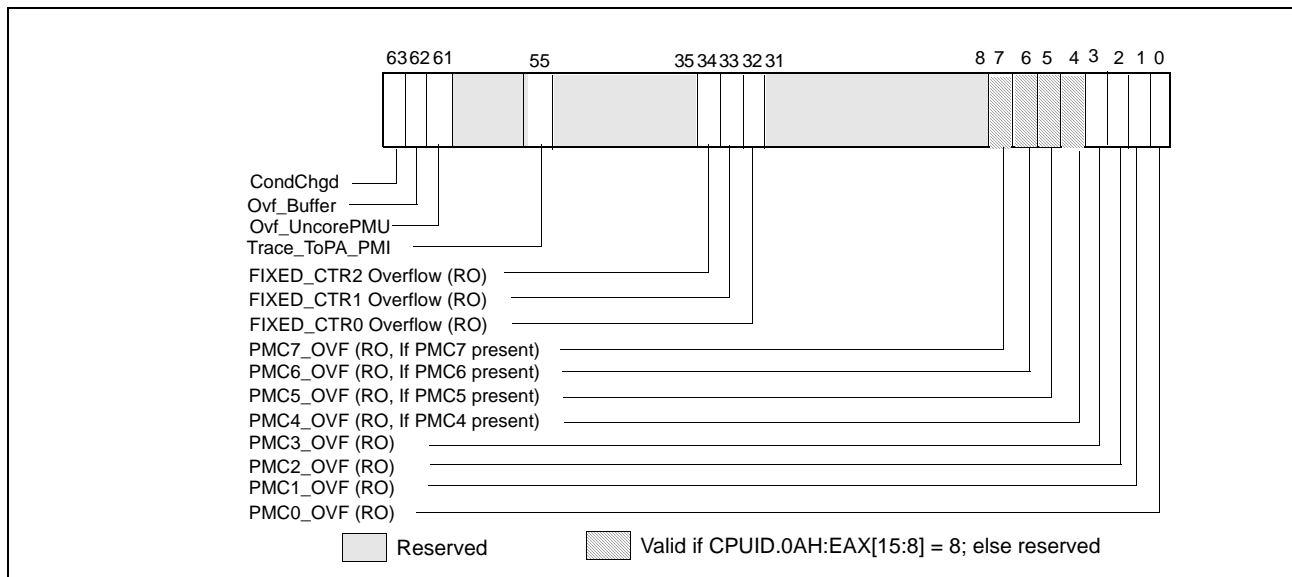 63 62 61 55 35 34 33 32 31 8 7 6 5 4 3 2 1 0
CondChgd
Ovf_Buffer
Ovf_UncorePMU
Trace_ToPA_PMI
FIXED_CTR2 Overflow (RO)
FIXED_CTR1 Overflow (RO)
FIXED_CTR0 Overflow (RO)
PMC7_OVF (RO, If PMC7 present)
PMC6_OVF (RO, If PMC6 present)
PMC5_OVF (RO, If PMC5 present)
PMC4_OVF (RO, If PMC4 present)
PMC3_OVF (RO)
PMC2_OVF (RO)
PMC1_OVF (RO)
PMC0_OVF (RO)
Reserved Valid if CPUID.0AH:EAX[15:8] = 8; else reserved